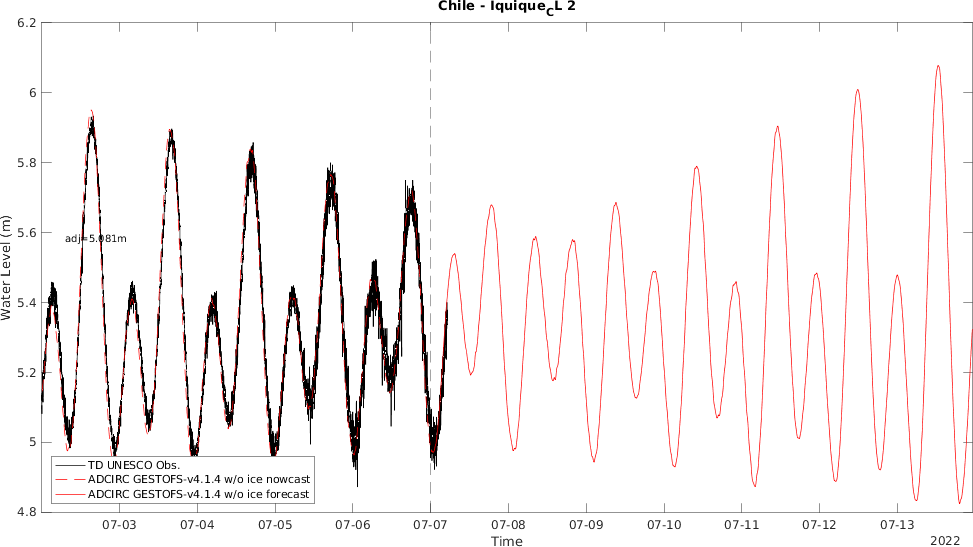 Chile - Iquique_CL 2
6.2
6
5.8
5.6
5.4
5.2
5
4.8
Water Level (m)
adj=5.081m
TD UNESCO Obs.
ADCIRC GESTOFS-v4.1.4 w/o ice nowcast
ADCIRC GESTOFS-v4.1.4 w/o ice forecast
07-03
07-04
07-05
07-06
07-07
07-08
07-09
07-10
07-11
07-12
07-13
Time
2022